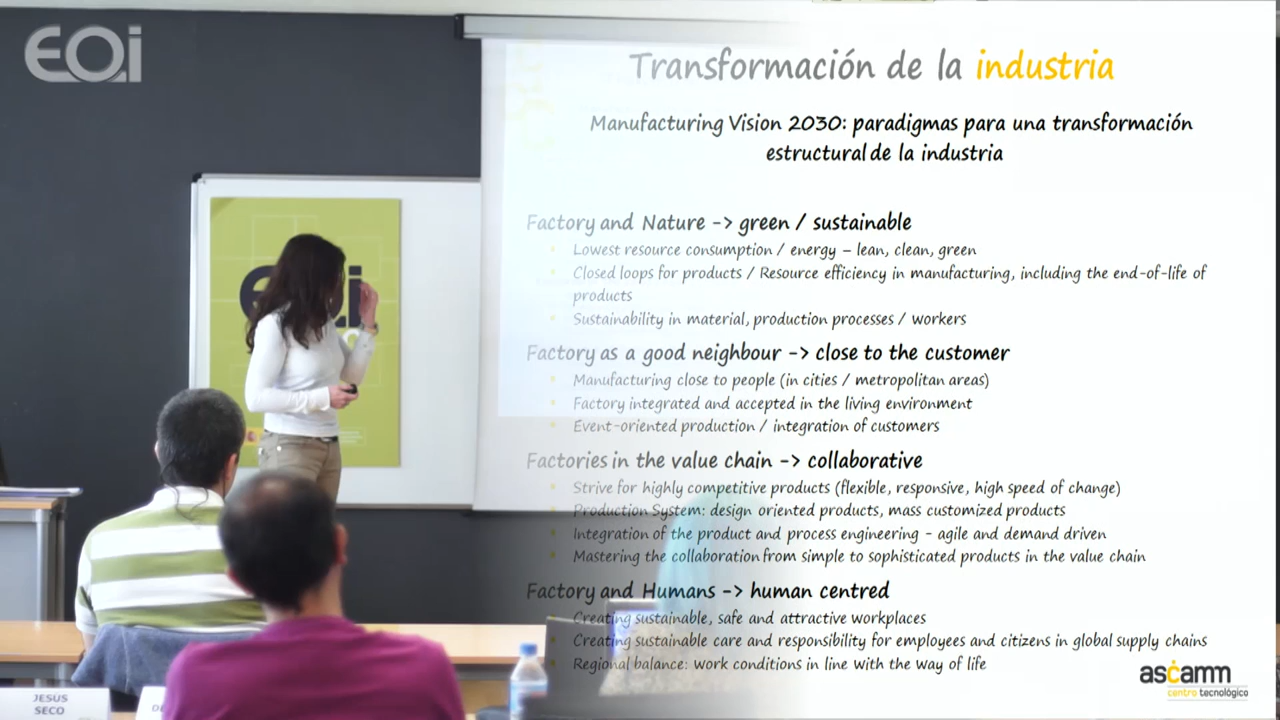 EOi
Transformación de la industria
Manufacturing Vision 2030: paradigmas para una transformación
estructural de la industria
Factory and Nature -> green / sustainable
Lowest resource consumption / energy – lean, clean, green
Closed loops for products / Resource efficiency in manufacturing, including the end-of-life of
products
Sustainability in material, production processes / workers
Factory as a good neighbour -> close to the customer
Manufacturing close to people (in cities / metropolitan areas)
Factory integrated and accepted in the living environment
Event-oriented production / integration of customers
Factories in the value chain -> collaborative
Strive for highly competitive products (flexible, responsive, high speed of change)
Production System: design oriented products, mass customized products
Integration of the product and process engineering - agile and demand driven
Mastering the collaboration from simple to sophisticated products in the value chain
Factory and Humans -> human centred
Creating sustainable, safe and attractive workplaces
Creating sustainable care and responsibility for employees and citizens in global supply chains
Regional balance: work conditions in line with the way of life
ascamm
centro tecnológico
JESÚS
SECO